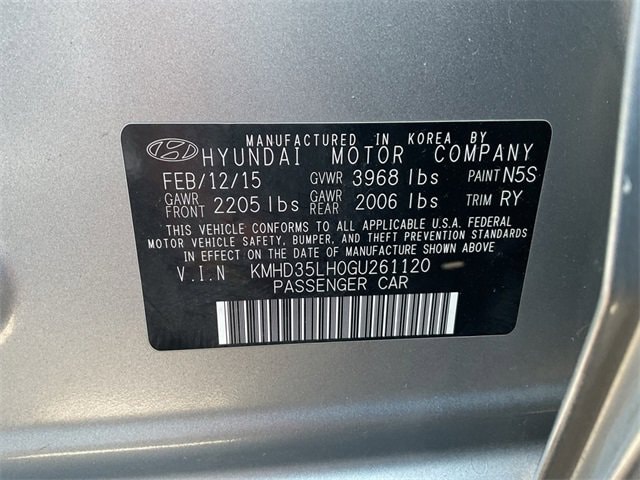 MANUFACTURED IN KOREA BY
HYUNDAI MOTOR COMPANY
FEB/12/15 GVWR 3968 lbs PAINT N5S
GAWR FRONT 2205 lbs GAWR REAR 2006 lbs TRIM RY
THIS VEHICLE CONFORMS TO ALL APPLICABLE U.S.A. FEDERAL
MOTOR VEHICLE SAFETY, BUMPER, AND THEFT PREVENTION STANDARDS
IN EFFECT ON THE DATE OF MANUFACTURE SHOWN ABOVE
V.I.N KMHD35LH0GU261120
PASSENGER CAR